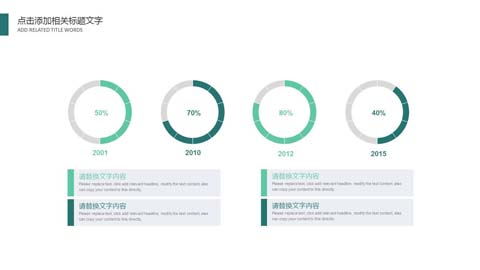 点击添加相关标题文字
ADD RELATED TITLE WORDS
50%
70%
80%
40%
2001
2010
2012
2015
请替换文字内容
Please replace text, click add relevant headline, modify the text content, also
can copy your content to this directly.
请替换文字内容
Please replace text, click add relevant headline, modify the text content, also
can copy your content to this directly.
请替换文字内容
Please replace text, click add relevant headline, modify the text content, also
can copy your content to this directly.
请替换文字内容
Please replace text, click add relevant headline, modify the text content, also
can copy your content to this directly.